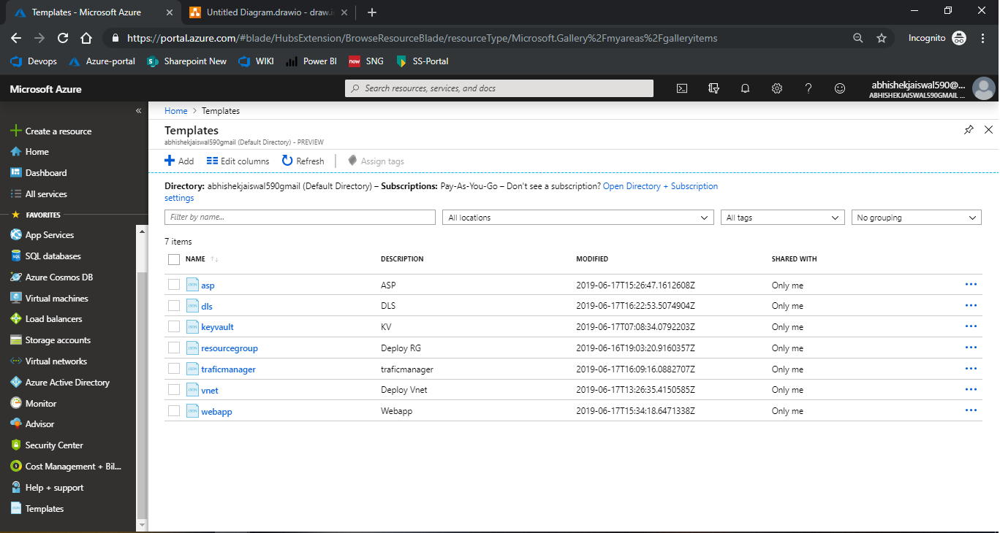 Templates - Microsoft Azure
Untitled Diagram.drawio - draw.i
https://portal.azure.com/#blade/HubsExtension/BrowseResourceBlade/resourceType/Microsoft.Gallery%2Fmyareas%2Fgalleryitems
Incognito
Devops Azure-portal Sharepoint New WIKI Power BI now SNG SS-Portal
Microsoft Azure
Search resources, services, and docs
abhishekjaiswal590@...
ABHISHEKJAISWAL590GMAIL ...
Create a resource
Home
Dashboard
All services
FAVORITES
App Services
SQL databases
Azure Cosmos DB
Virtual machines
Load balancers
Storage accounts
Virtual networks
Azure Active Directory
Monitor
Advisor
Security Center
Cost Management + Bil...
Help + support
Templates
Home > Templates
Templates
abhishekjaiswal590gmail (Default Directory) - PREVIEW
Add Edit columns Refresh Assign tags
Directory: abhishekjaiswal590gmail (Default Directory) – Subscriptions: Pay-As-You-Go – Don't see a subscription? Open Directory + Subscription
settings
Filter by name... All locations All tags No grouping
7 items
NAME DESCRIPTION MODIFIED SHARED WITH
asp ASP 2019-06-17T15:26:47.1612608Z Only me
dls DLS 2019-06-17T16:22:53.5074904Z Only me
keyvault KV 2019-06-17T07:08:34.0792203Z Only me
resourcegroup Deploy RG 2019-06-16T19:03:20.9160357Z Only me
traficmanager traficmanager 2019-06-17T16:09:16.0882707Z Only me
vnet Deploy Vnet 2019-06-17T13:26:35.4150585Z Only me
webapp Webapp 2019-06-17T15:34:18.6471338Z Only me